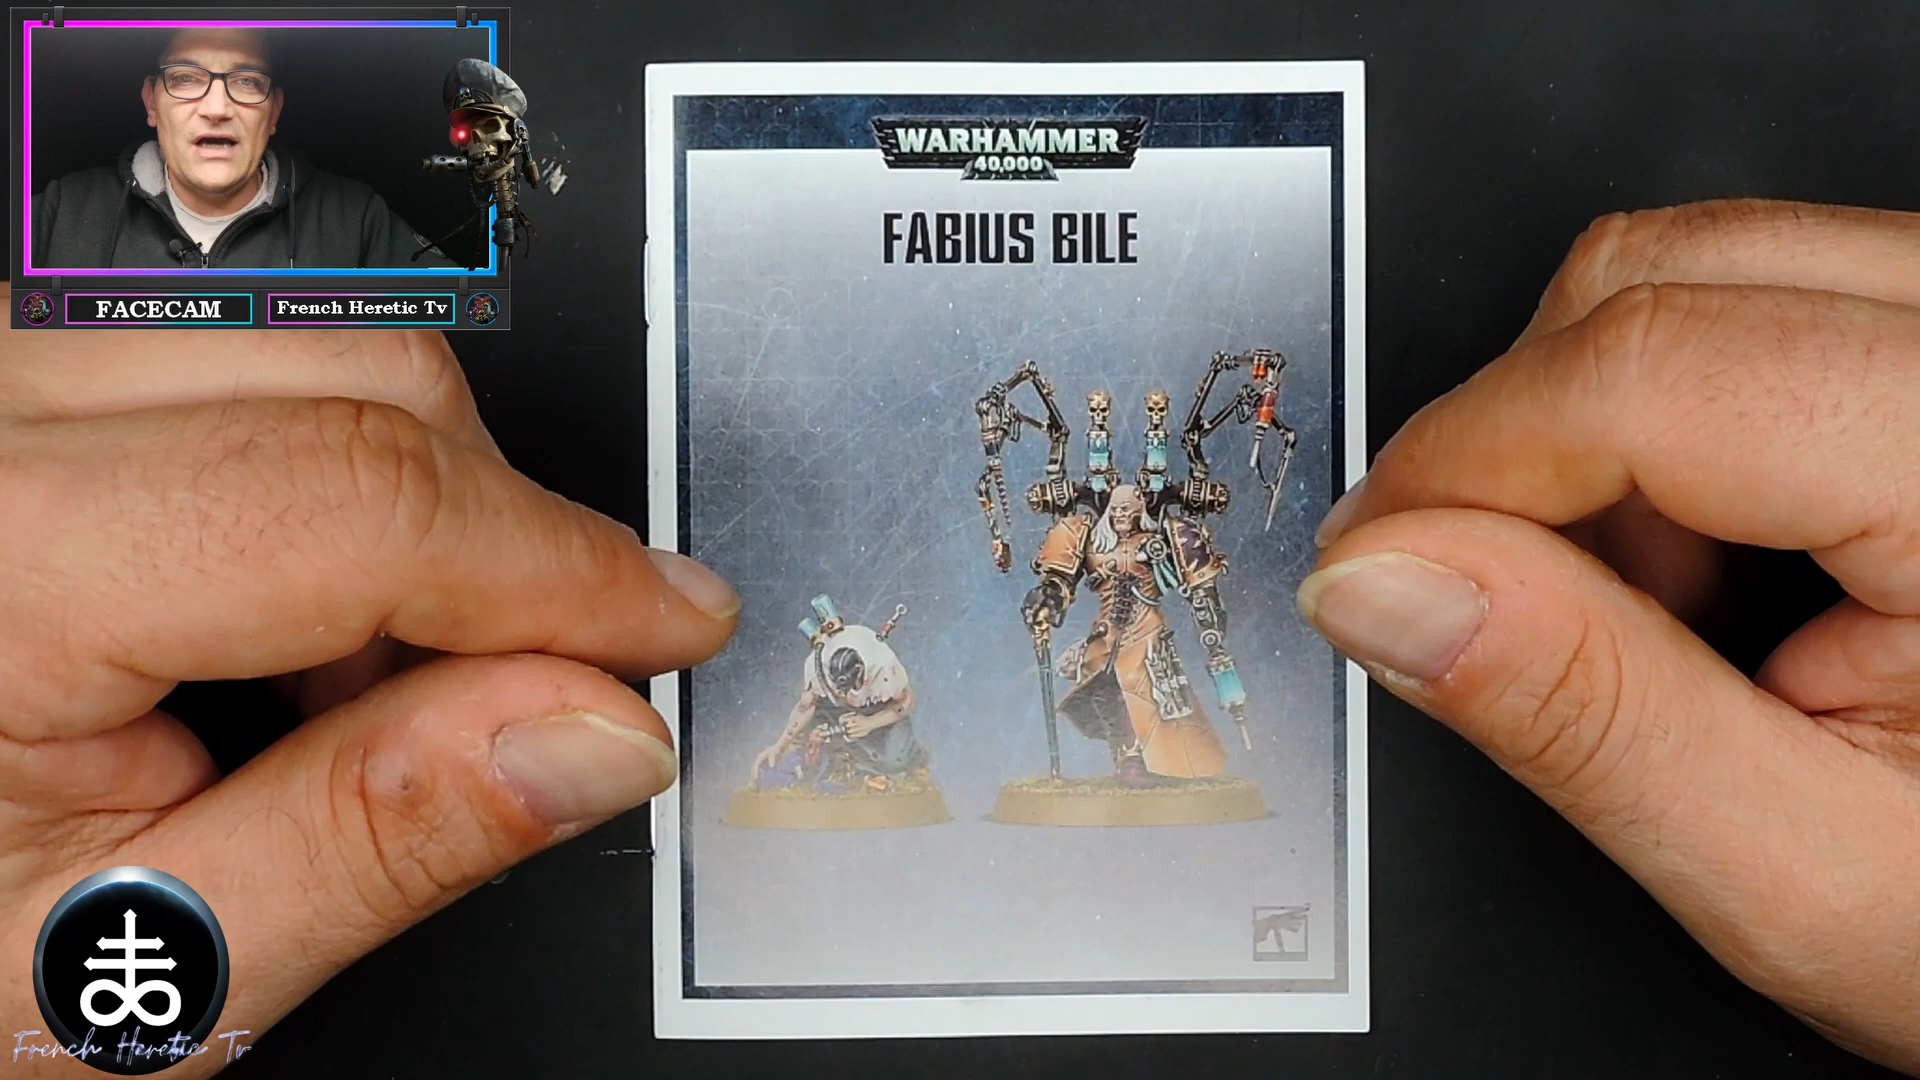 WARHAMMER
40,000
FABIUS BILE
FACECAM
French Heretic Tv
French Heretic Tv